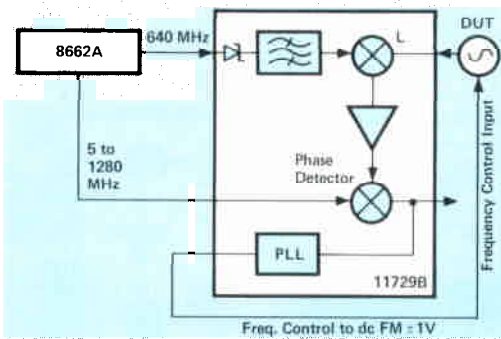 8662A
640 MHz
L
DUT
5 to
1280
MHz
Phase
Detector
PLL
11729B
Frequency Control Input
Freq. Control to dc FM ± 1V